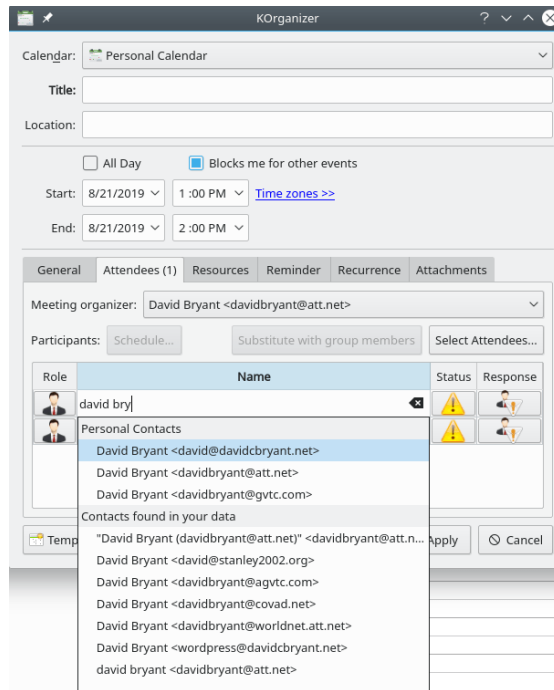 KOrganizer
Calendar: Personal Calendar
Title:
Location:
All Day Blocks me for other events
Start: 8/21/2019 1 :00 PM Time zones >>
End: 8/21/2019 2 :00 PM
General Attendees (1) Resources Reminder Recurrence Attachments
Meeting organizer: David Bryant <davidbryant@att.net>
Participants: Schedule... Substitute with group members Select Attendees...
Role Name Status Response
david bry
Personal Contacts
David Bryant <david@davidcbryant.net>
David Bryant <davidbryant@att.net>
David Bryant <davidbryant@gvtc.com>
Contacts found in your data
"David Bryant (davidbryant@att.net)" <davidbryant@att.n...
Temp Apply Cancel
David Bryant <david@stanley2002.org>
David Bryant <davidbryant@agvtc.com>
David Bryant <davidbryant@covad.net>
David Bryant <davidbryant@worldnet.att.net>
David Bryant <wordpress@davidcbryant.net>
david bryant <davidbryant@att.net>